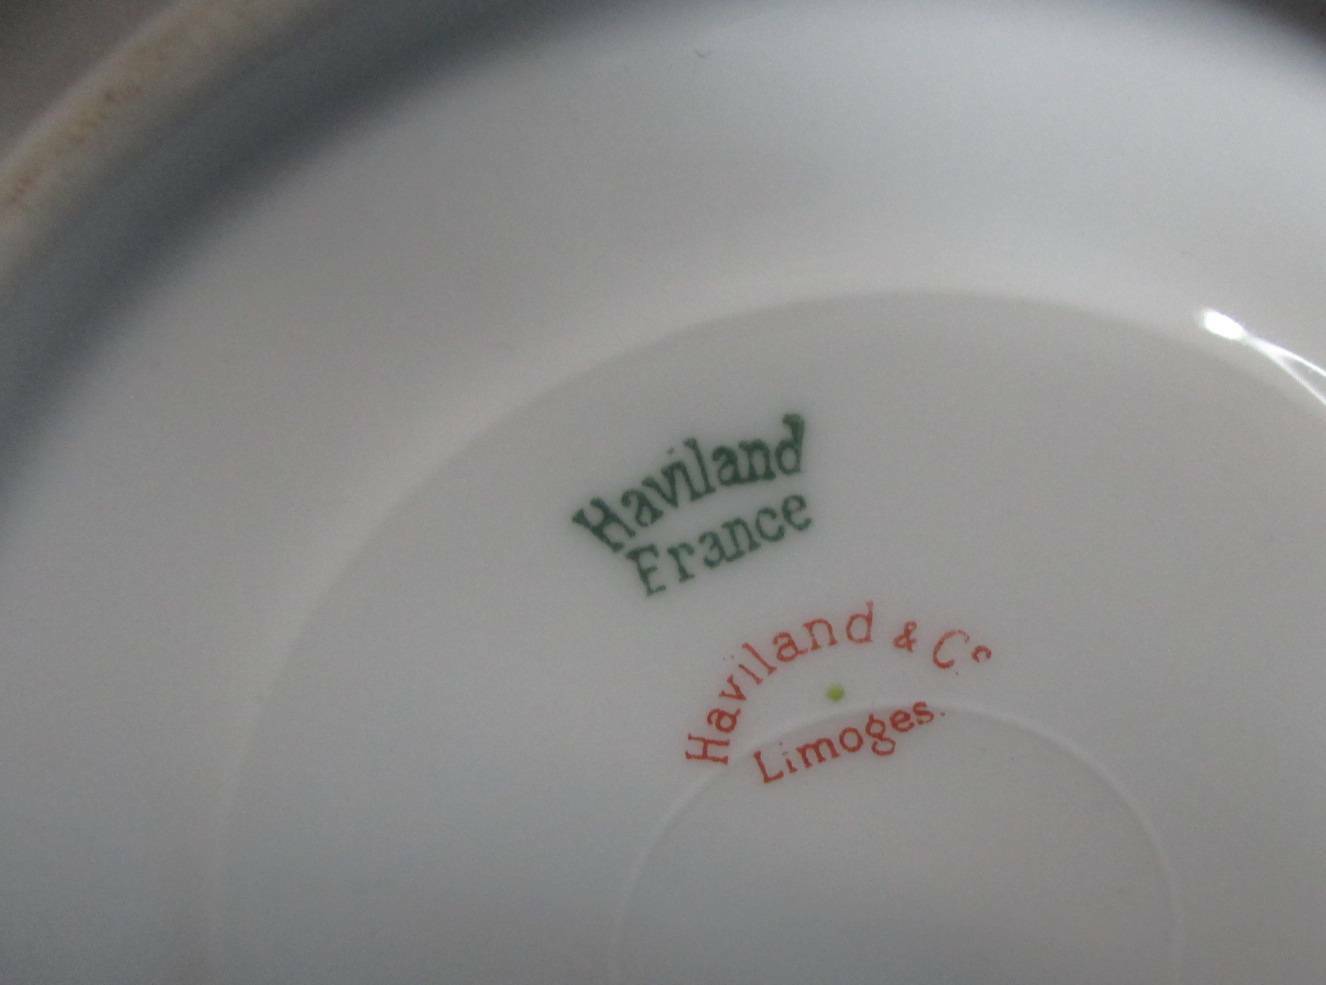 Haviland
France
Haviland & Co
Limoges.